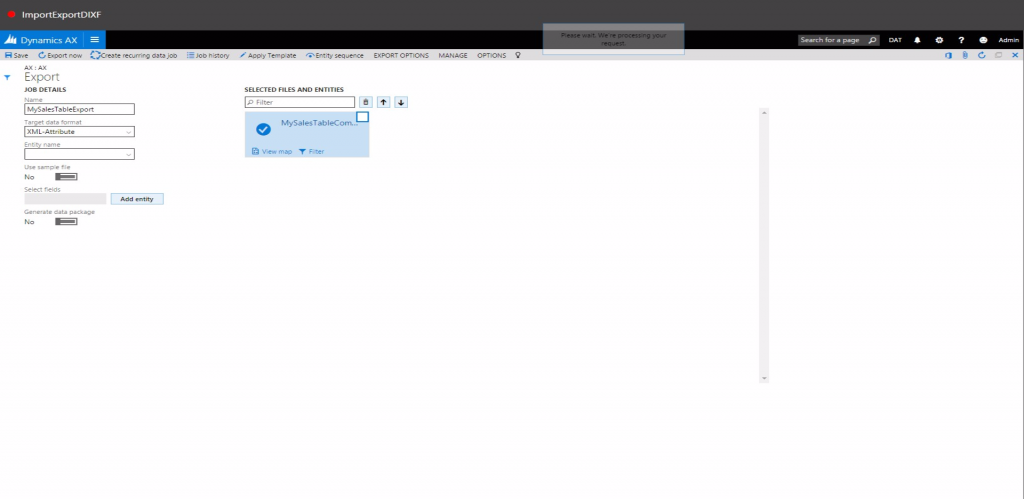 ImportExportDIXF
Dynamics AX
Please wait. We're processing your
request.
Search for a page
DAT
?
Admin
Save
Export now
Create recurring data job
Job history
Apply Template
Entity sequence
EXPORT OPTIONS
MANAGE
OPTIONS
AX : AX
Export
JOB DETAILS
Name
MySalesTableExport
Target data format
XML-Attribute
Entity name
Use sample file
No
Select fields
Add entity
Generate data package
No
SELECTED FILES AND ENTITIES
Filter
MySalesTableCom...
View map
Filter